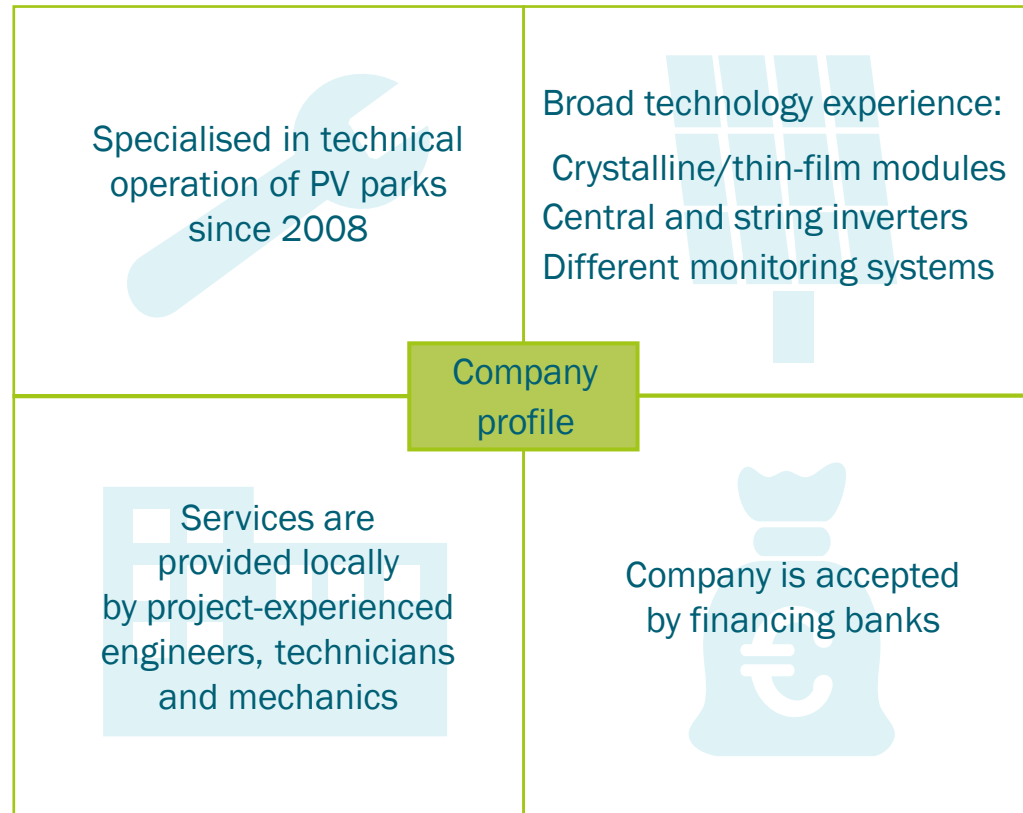 Specialised in technical
operation of PV parks
since 2008
Broad technology experience:
Crystalline/thin-film modules
Central and string inverters
Different monitoring systems
Company
profile
Services are
provided locally
by project-experienced
engineers, technicians
and mechanics
Company is accepted
by financing banks
€